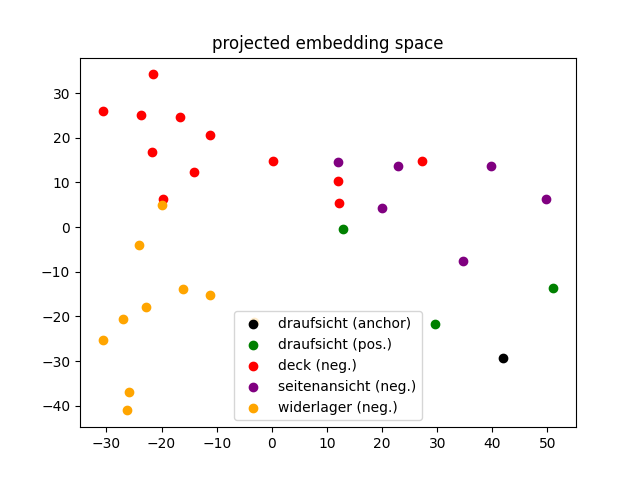 projected embedding space
30
20
10
0
−10
−20
−30
−40
draufsicht (anchor)
draufsicht (pos.)
deck (neg.)
seitenansicht (neg.)
widerlager (neg.)
−30 −20 −10 0 10 20 30 40 50